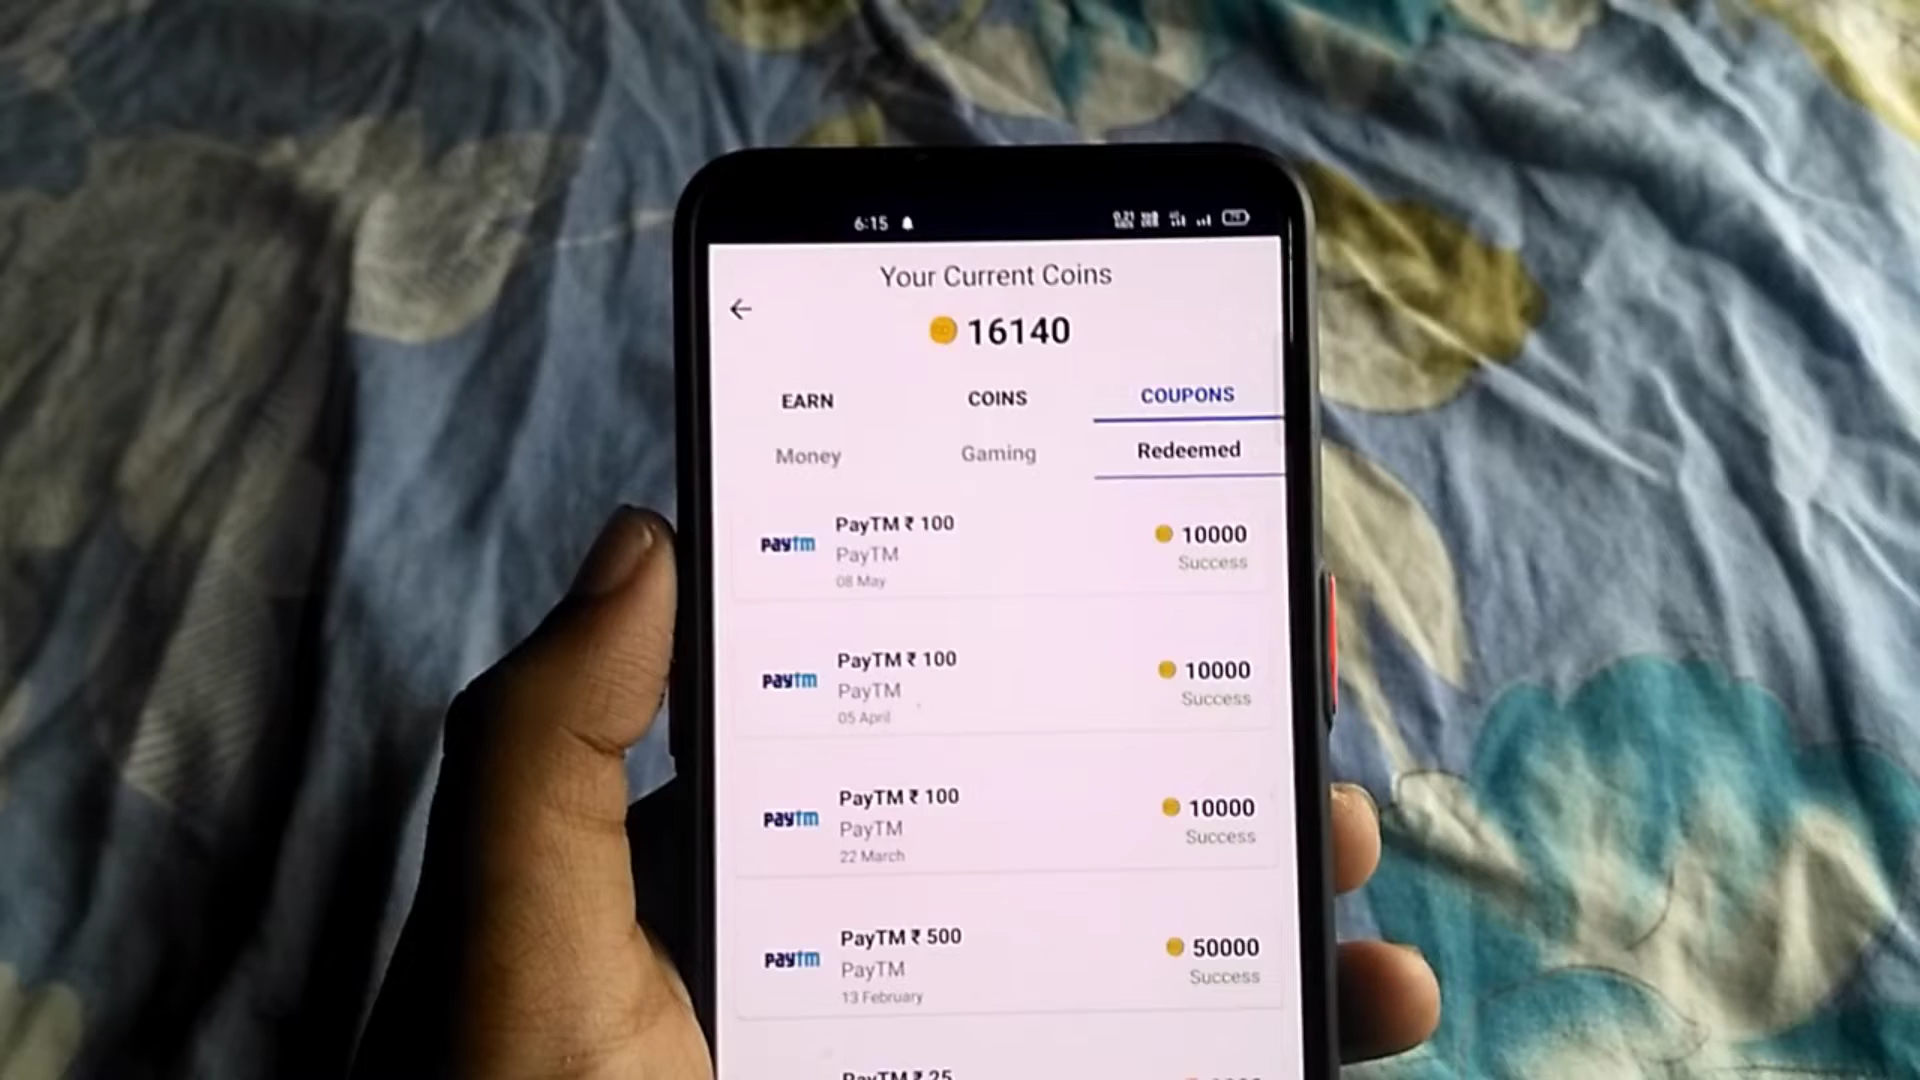 6:15
Your Current Coins
16140
EARN COINS COUPONS
Money Gaming Redeemed
paytm PayTM ₹ 100 10000
PayTM Success
08 May
paytm PayTM ₹ 100 10000
PayTM Success
05 April
paytm PayTM ₹ 100 10000
PayTM Success
22 March
paytm PayTM ₹ 500 50000
PayTM Success
13 February
PayTM ₹ 25